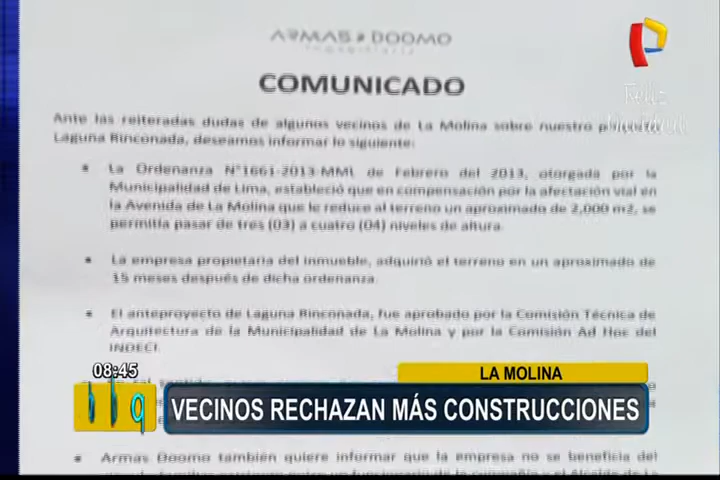 ARMAS DOOMO
COMUNICADO
Feliz
Navidad
Ante las reiteradas dudas de algunos vecinos de La Molina sobre nuestro
Laguna Rinconada, deseamos informar lo siguiente:
• La Ordenanza N°1661-2013-MML de Febrero del 2013, otorgada por la
Municipalidad de Lima, estableció que en compensación por la afectación vial en
la Avenida de La Molina que le reduce al terreno un aproximado de 2,000 m2, se
permitía pasar de tres (03) a cuatro (04) niveles de altura.
• La empresa propietaria del inmueble, adquirió el terreno en un aproximado de
15 meses después de dicha ordenanza.
• El anteproyecto de Laguna Rinconada, fue aprobado por la Comisión Técnica de
Arquitectura de la Municipalidad de La Molina y por la Comisión Ad Hoc del
INDECI.
08:45
LA MOLINA
VECINOS RECHAZAN MÁS CONSTRUCCIONES
• Armas Doomo también quiere informar que la empresa no se beneficia del